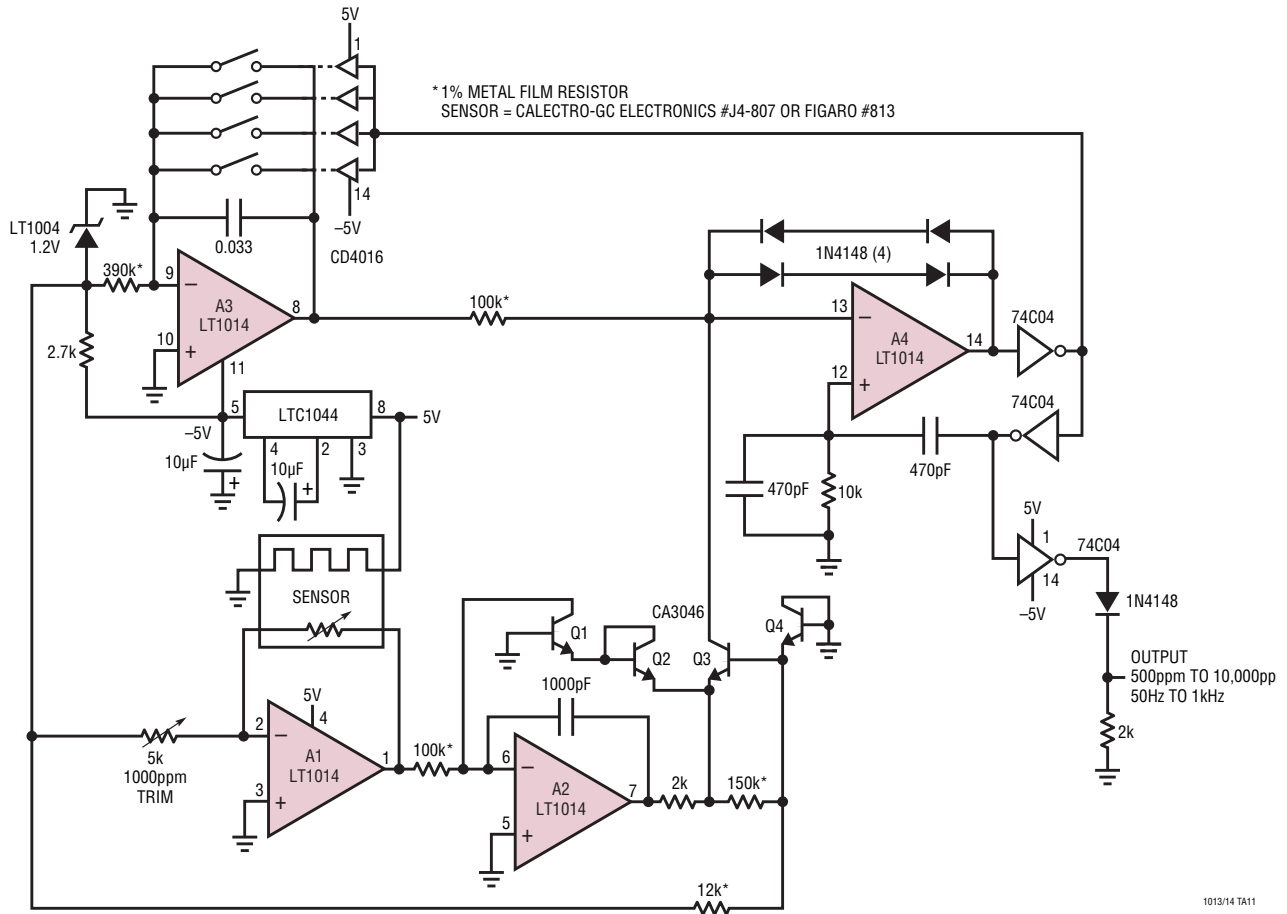 5V
1
* 1% METAL FILM RESISTOR
SENSOR = CALECTRO-GC ELECTRONICS #J4-807 OR FIGARO #813
14
–5V
CD4016
LT1004
1.2V
0.033
390k*
9
–
A3
LT1014
8
10
+
11
2.7k
100k*
1N4148 (4)
13
–
A4
LT1014
14
12
+
74C04
74C04
5
LTC1044
8
5V
–5V
4
2
3
10µF
+
10µF
+
470pF
470pF
10k
5V
1
74C04
14
–5V
1N4148
SENSOR
CA3046
Q1
Q2
Q3
Q4
OUTPUT
500ppm TO 10,000pp
50Hz TO 1kHz
2k
1000pF
5V
4
2
–
A1
LT1014
1
3
+
5k
1000ppm
TRIM
100k*
6
–
A2
LT1014
7
5
+
2k
150k*
12k*
1013/14 TA11